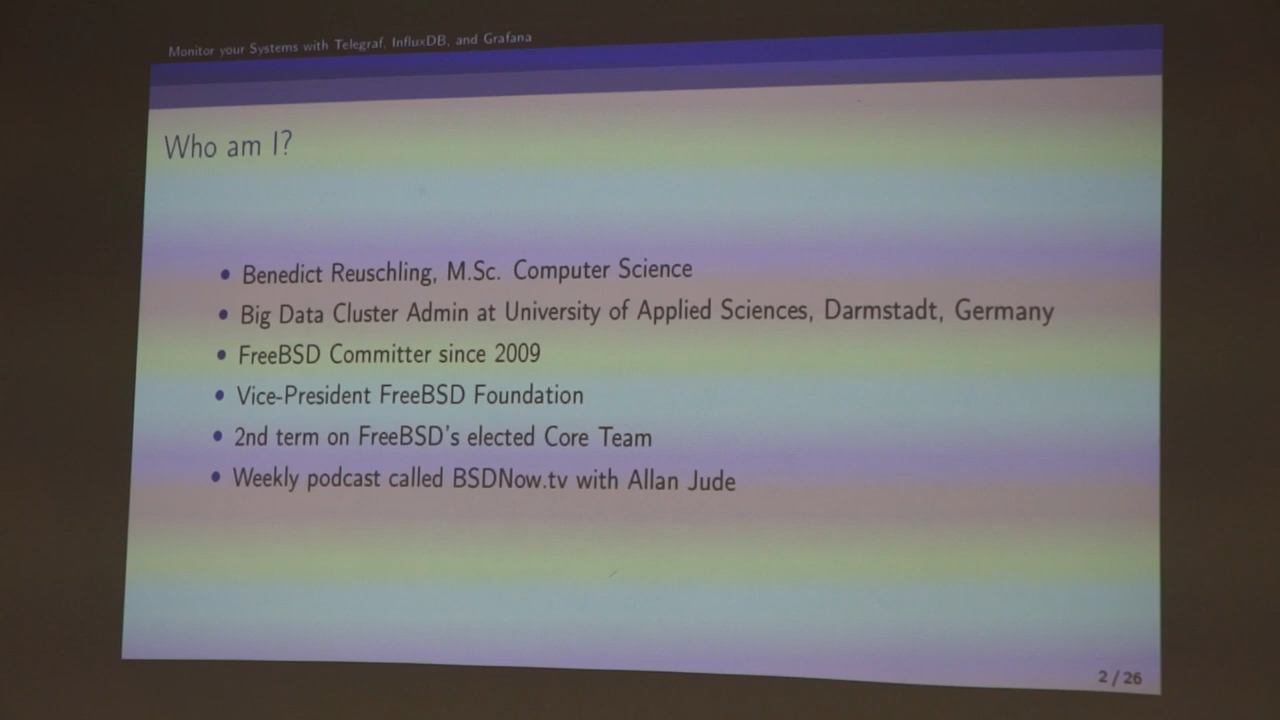 Monitor your Systems with Telegraf, InfluxDB, and Grafana
Who am I?
• Benedict Reuschling, M.Sc. Computer Science
• Big Data Cluster Admin at University of Applied Sciences, Darmstadt, Germany
• FreeBSD Committer since 2009
• Vice-President FreeBSD Foundation
• 2nd term on FreeBSD's elected Core Team
• Weekly podcast called BSDNow.tv with Allan Jude
2 / 26